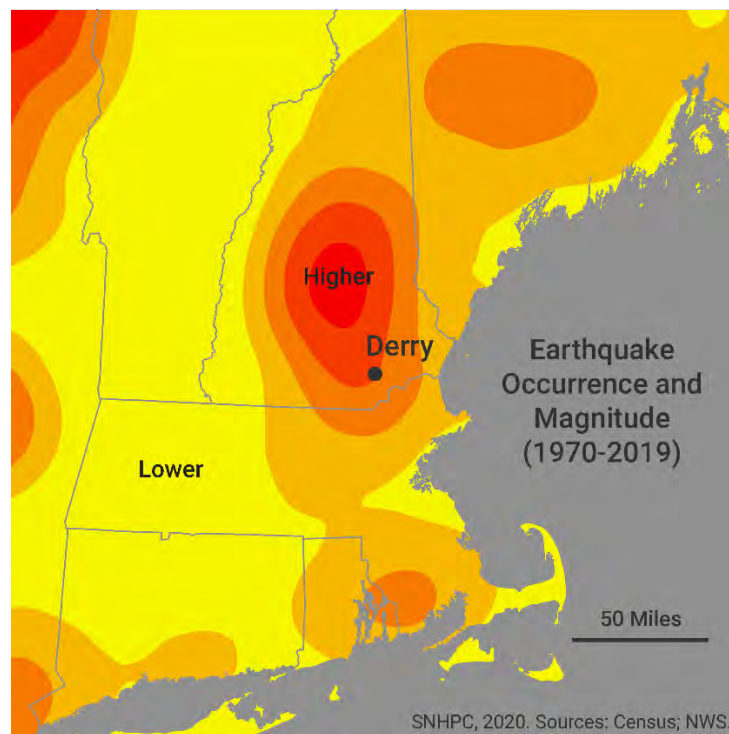 Higher
Derry
Earthquake
Occurrence and
Magnitude
(1970-2019)
Lower
50 Miles
SNHPC, 2020. Sources: Census; NWS.